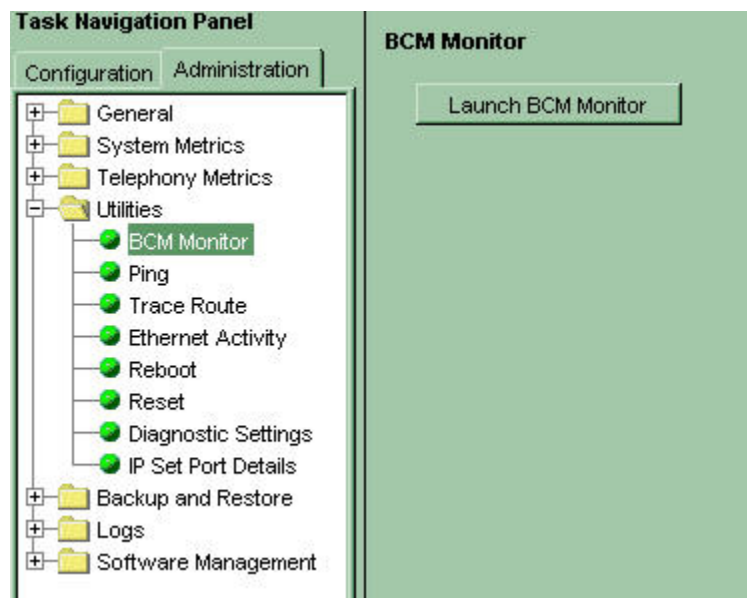 Task Navigation Panel
Configuration
Administration
General
System Metrics
Telephony Metrics
Utilities
BCM Monitor
Ping
Trace Route
Ethernet Activity
Reboot
Reset
Diagnostic Settings
IP Set Port Details
Backup and Restore
Logs
Software Management
BCM Monitor
Launch BCM Monitor